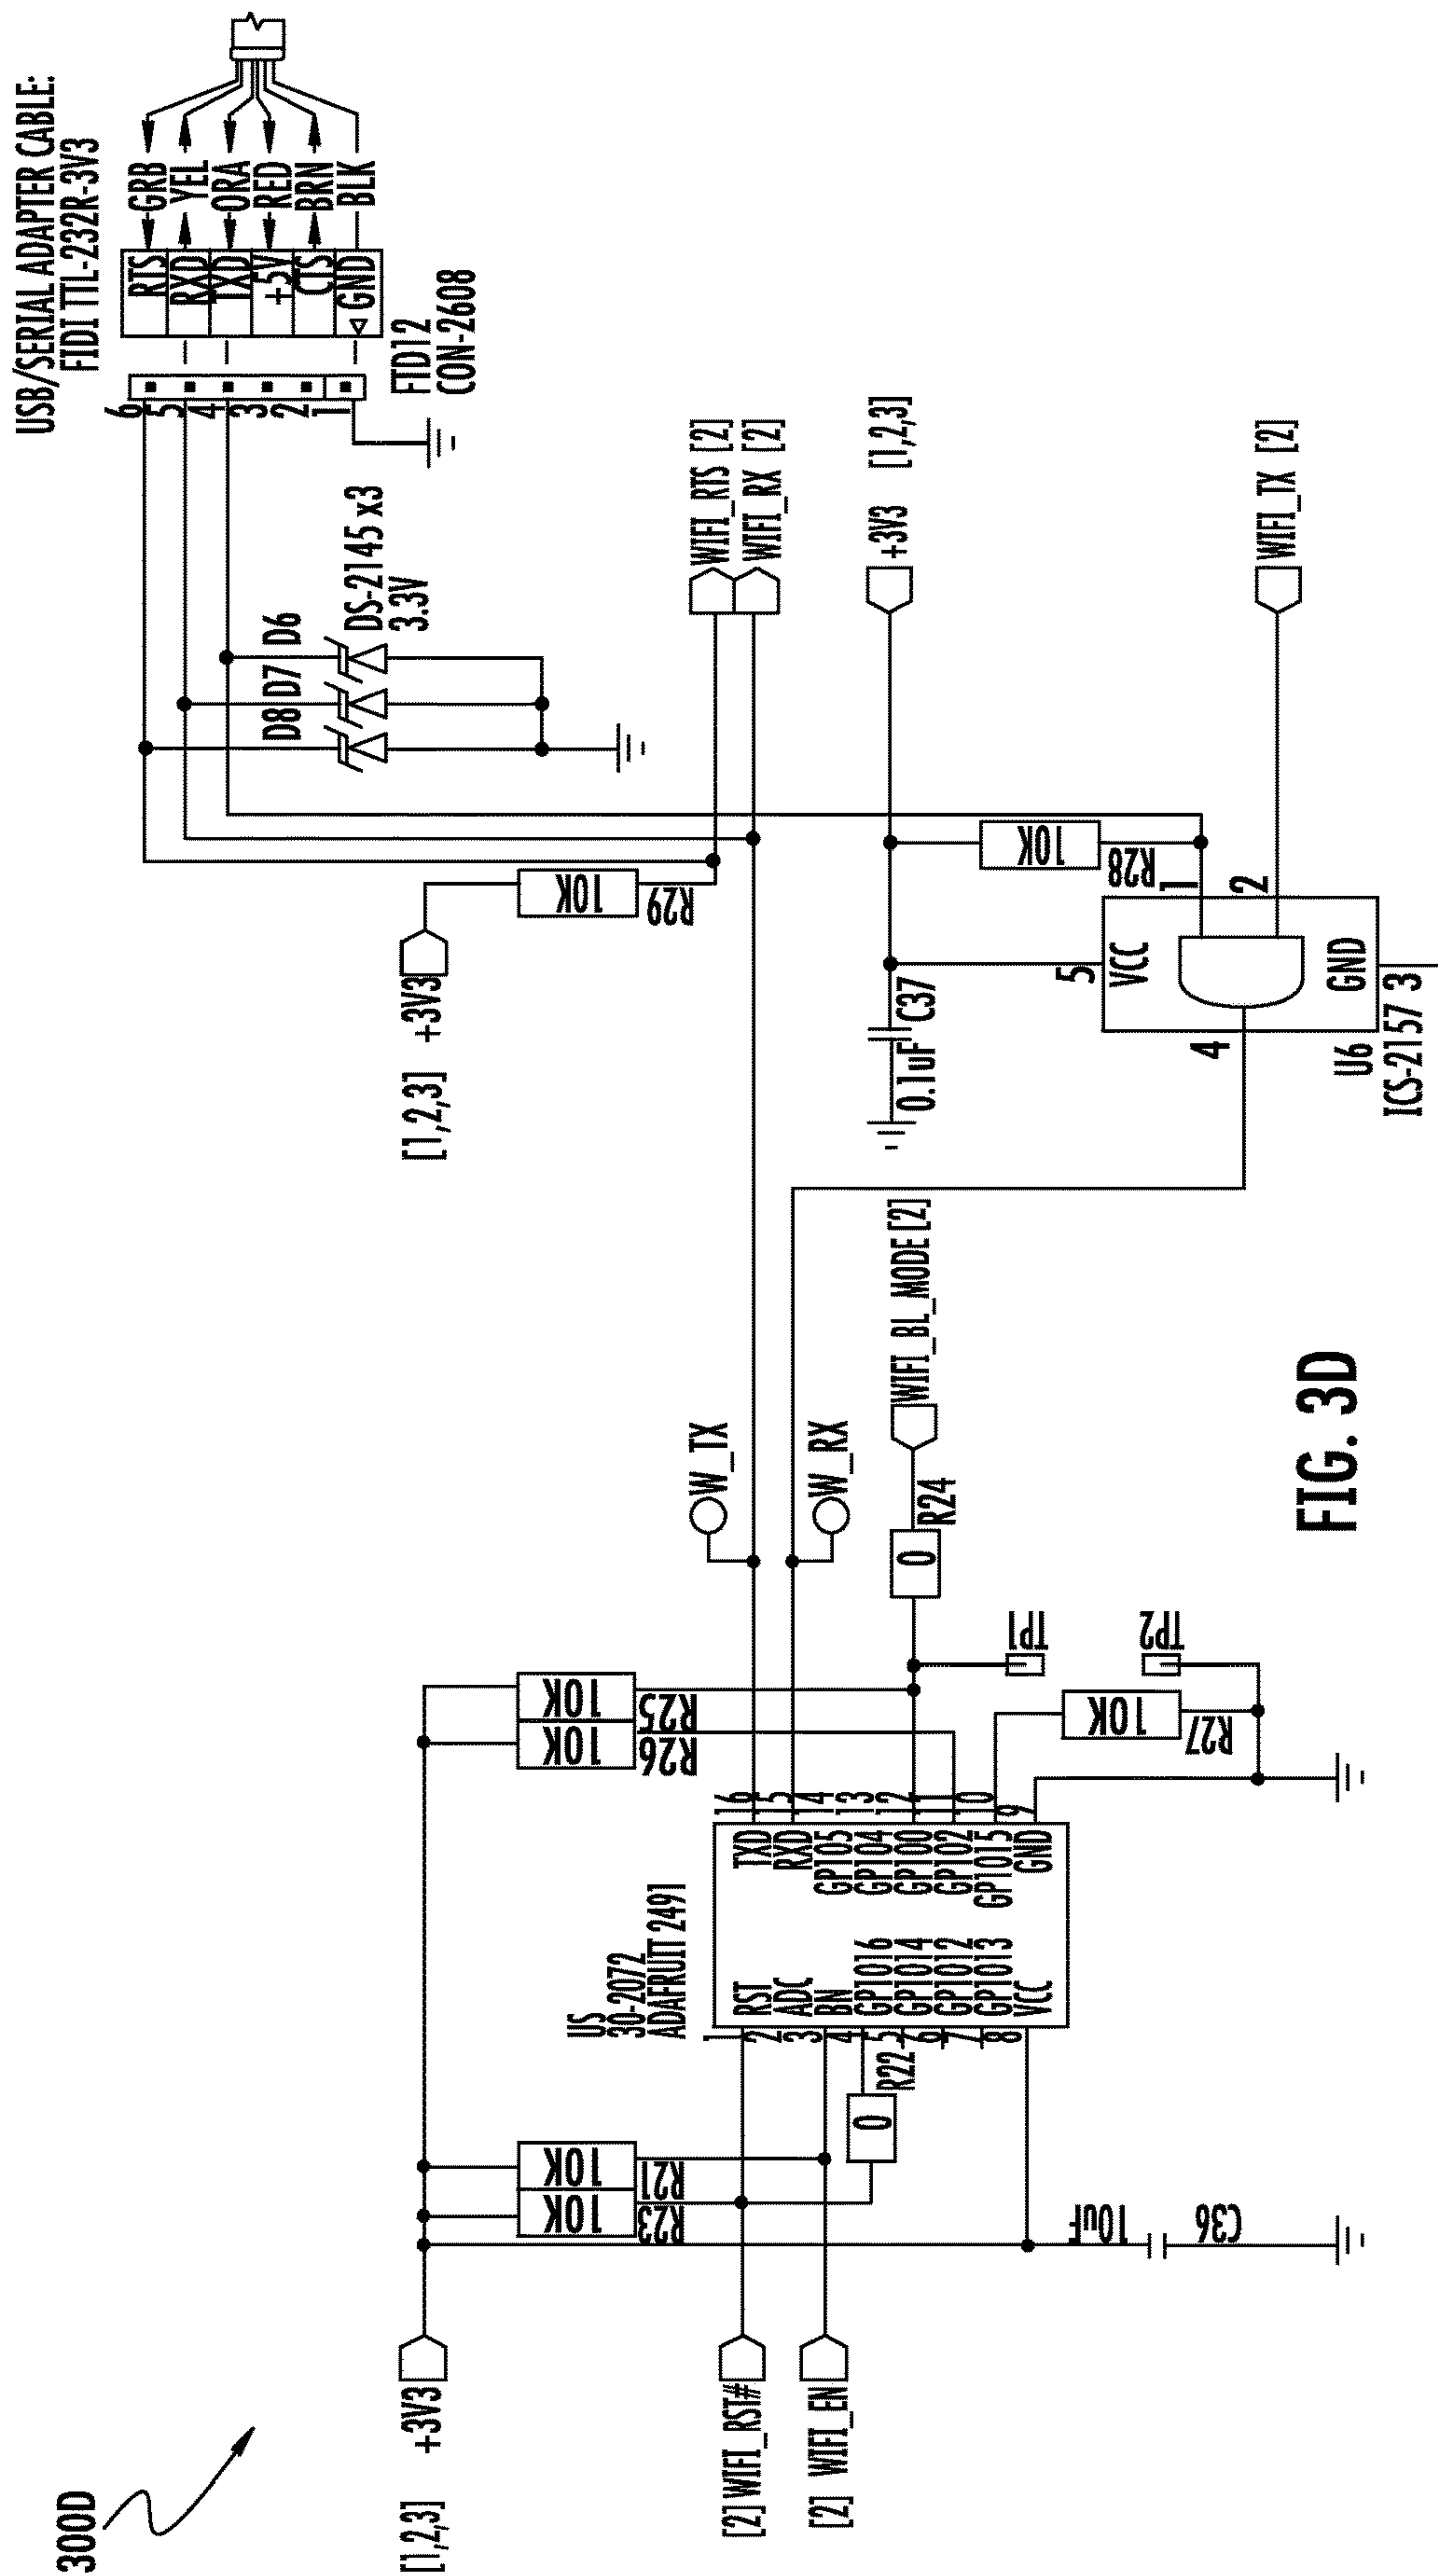 300D
[1,2,3] +3V3
[2] WIFI_RST#
[2] WIFI_EN
10K
R23
10K
R21
0
R22
10uF
C36
US
30-2072
ADAFRUIT 2491
1 RST
2 ADC
3 BN
4 GPIO16
5 GPIO14
6 GPIO12
7 GPIO13
8 VCC
TXD 16
RXD 15
GPIO5 14
GPIO4 13
GPIO0 12
GPIO2 11
GPIO15 10
GND 9
10K
R26
10K
R25
10K
R27
TP1
TP2
0
R24
WIFI_BL_MODE [2]
W_TX
W_RX
[1,2,3] +3V3
10K
R29
0.1uF
C37
10K
R28
5
VCC
1
2
4
GND
3
U6
ICS-2157
D8
D7
D6
DS-2145 x3
3.3V
WIFI_RTS [2]
WIFI_RX [2]
+3V3 [1,2,3]
WIFI_TX [2]
USB/SERIAL ADAPTER CABLE:
FIDI TTL-232R-3V3
6
5
4
3
2
1
RTS GRB
RXD YEL
TXD ORA
+5V RED
CTS BRN
GND BLK
FTD12
CON-2608
FIG. 3D